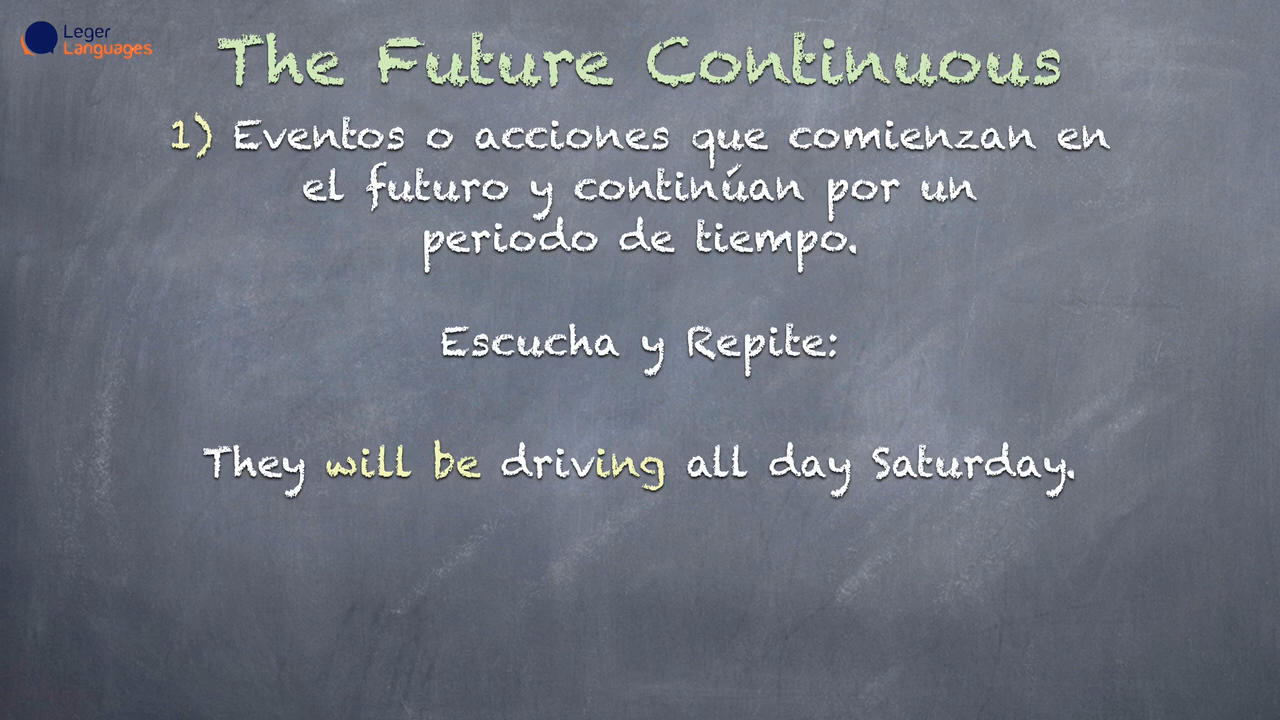 Leger
Languages
The Future Continuous
1) Eventos o acciones que comienzan en
el futuro y continúan por un
periodo de tiempo.
Escucha y Repite:
They will be driving all day Saturday.